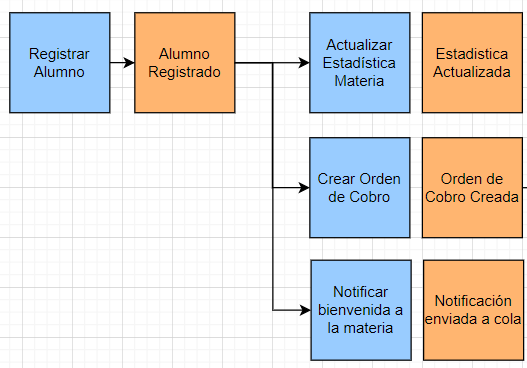 Registrar
Alumno
Alumno
Registrado
Actualizar
Estadística
Materia
Estadistica
Actualizada
Crear Orden
de Cobro
Orden de
Cobro Creada
Notificar
bienvenida a
la materia
Notificación
enviada a cola